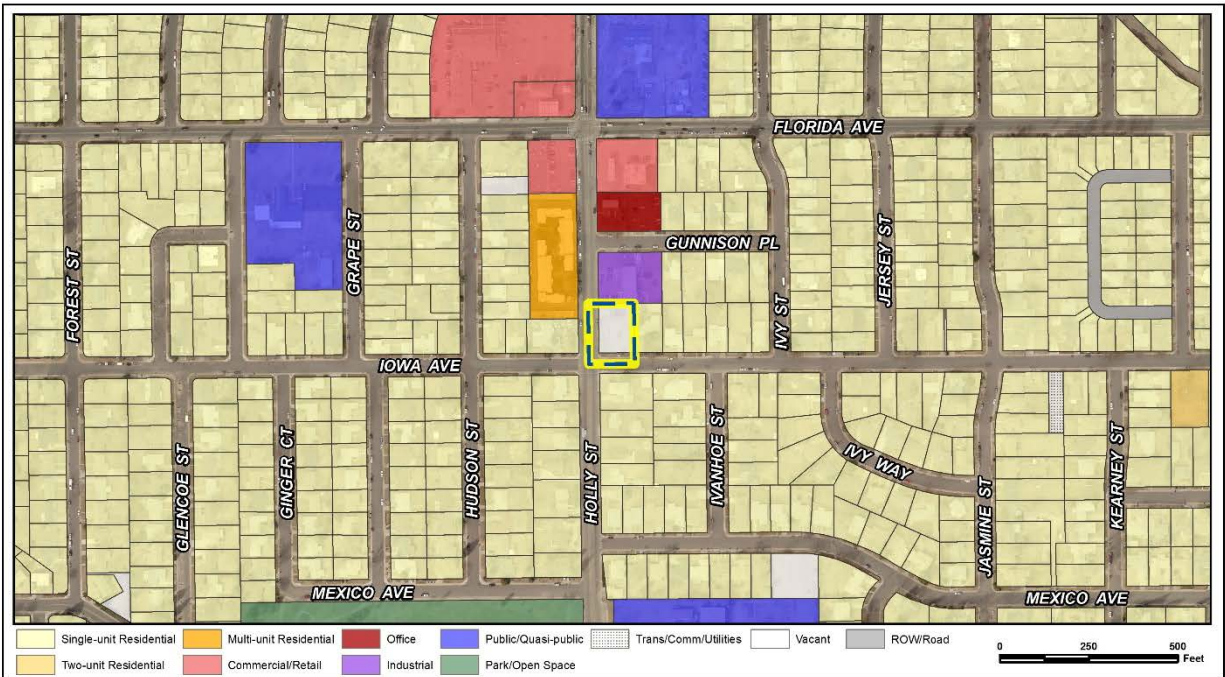 FLORIDA AVE
GUNNISON PL
FOREST ST
GRAPE ST
IVY ST
JERSEY ST
IOWA AVE
GLENCOE ST
GINGER CT
HUDSON ST
HOLLY ST
IVANHOE ST
IVY WAY
JASMINE ST
KEARNEY ST
MEXICO AVE
MEXICO AVE
Single-unit Residential
Multi-unit Residential
Office
Public/Quasi-public
Trans/Comm/Utilities
Vacant
ROW/Road
Two-unit Residential
Commercial/Retail
Industrial
Park/Open Space
0 250 500
Feet